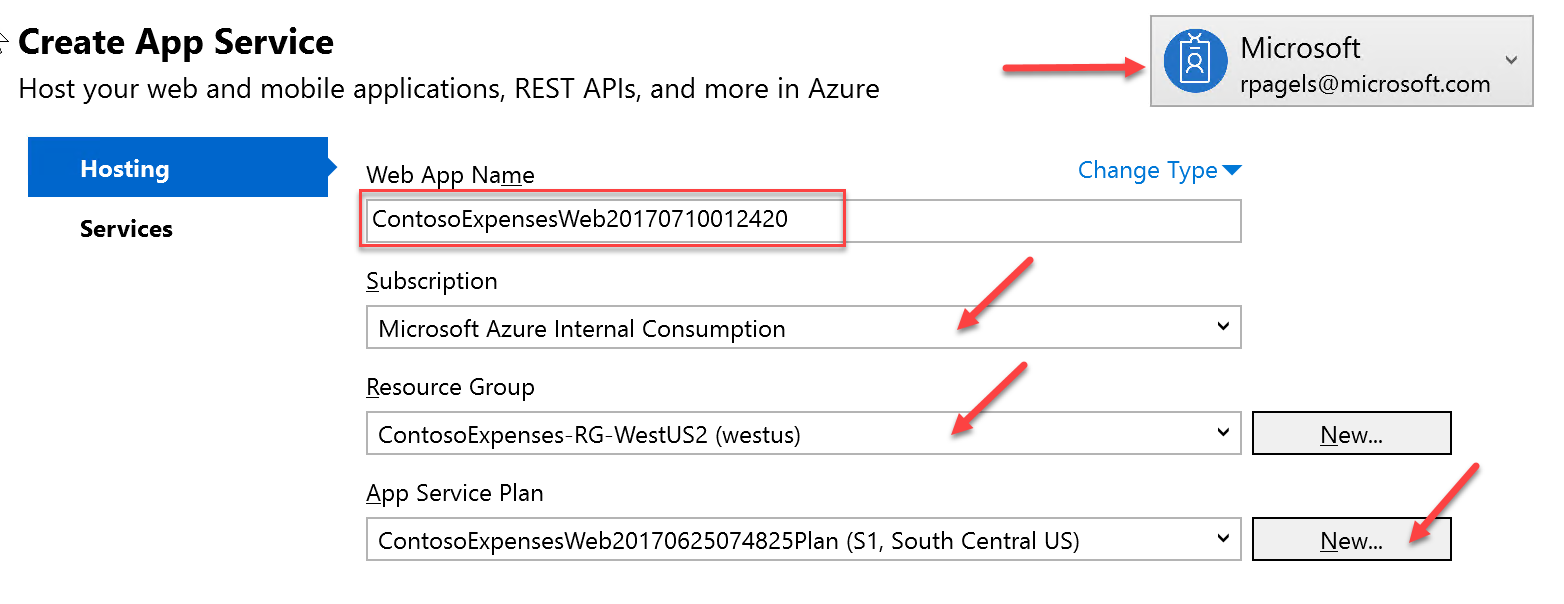 Create App Service
Host your web and mobile applications, REST APIs, and more in Azure
Microsoft
rpagels@microsoft.com
Hosting
Services
Web App Name
Change Type
ContosoExpensesWeb20170710012420
Subscription
Microsoft Azure Internal Consumption
Resource Group
ContosoExpenses-RG-WestUS2 (westus)
New...
App Service Plan
ContosoExpensesWeb20170625074825Plan (S1, South Central US)
New...